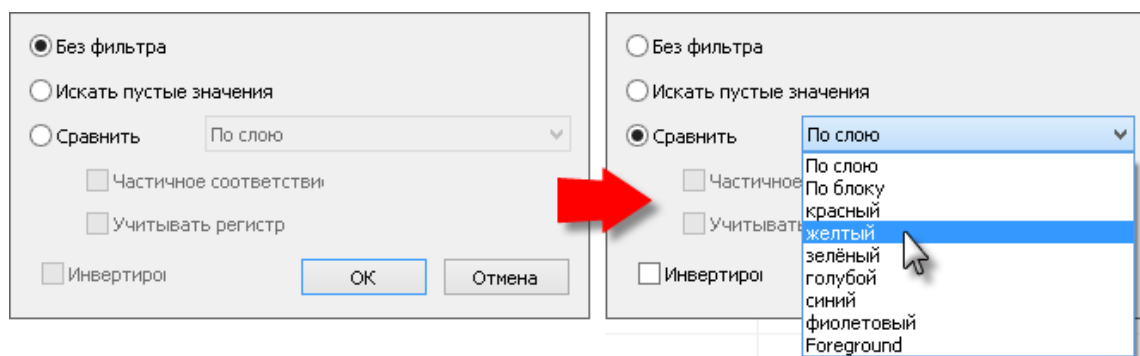 Без фильтра
Искать пустые значения
Сравнить По слою
Частичное соответстви
Учитывать регистр
Инвертиро
ОК Отмена
Без фильтра
Искать пустые значения
Сравнить По слою
Частичное
Учитыват
Инвертиро
По слою
По блоку
красный
желтый
зелёный
голубой
синий
фиолетовый
Foreground